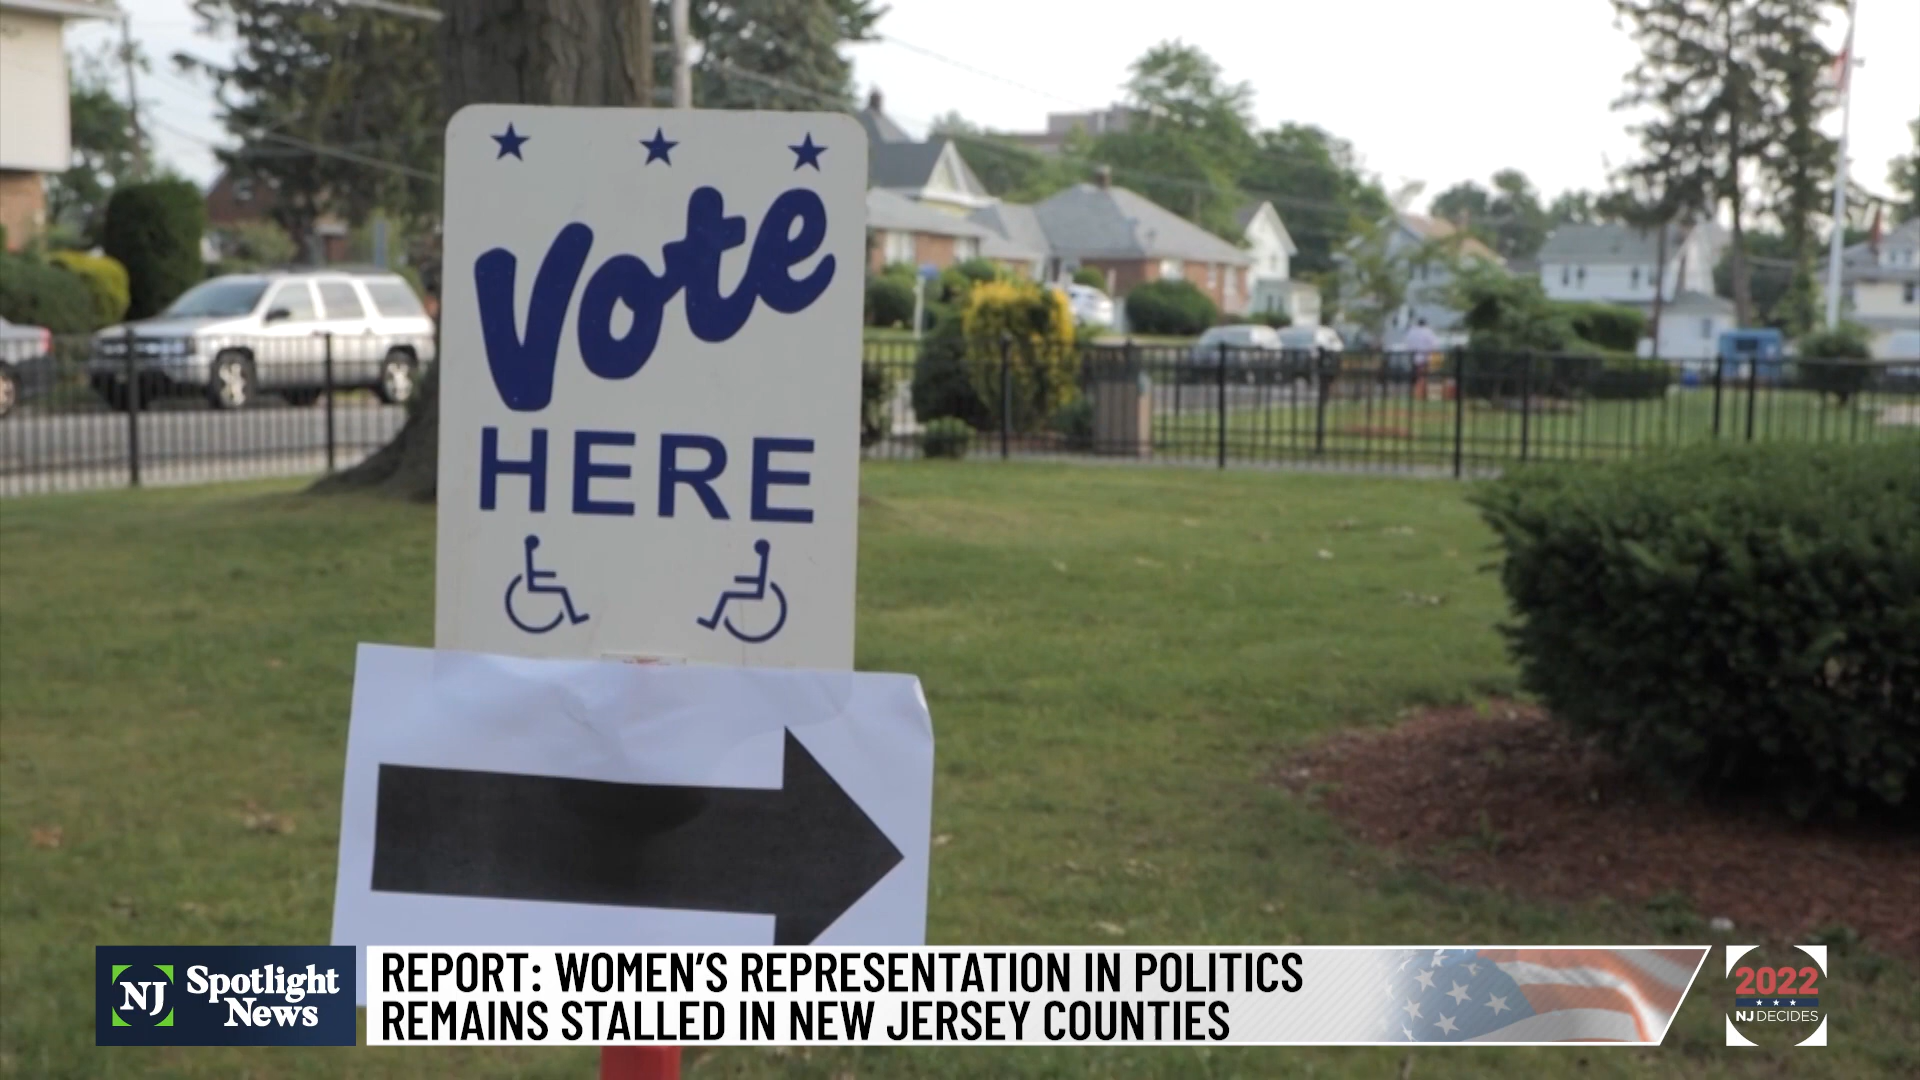 Vote
HERE
NJ Spotlight
News
REPORT: WOMEN'S REPRESENTATION IN POLITICS
REMAINS STALLED IN NEW JERSEY COUNTIES
2022
NJ DECIDES